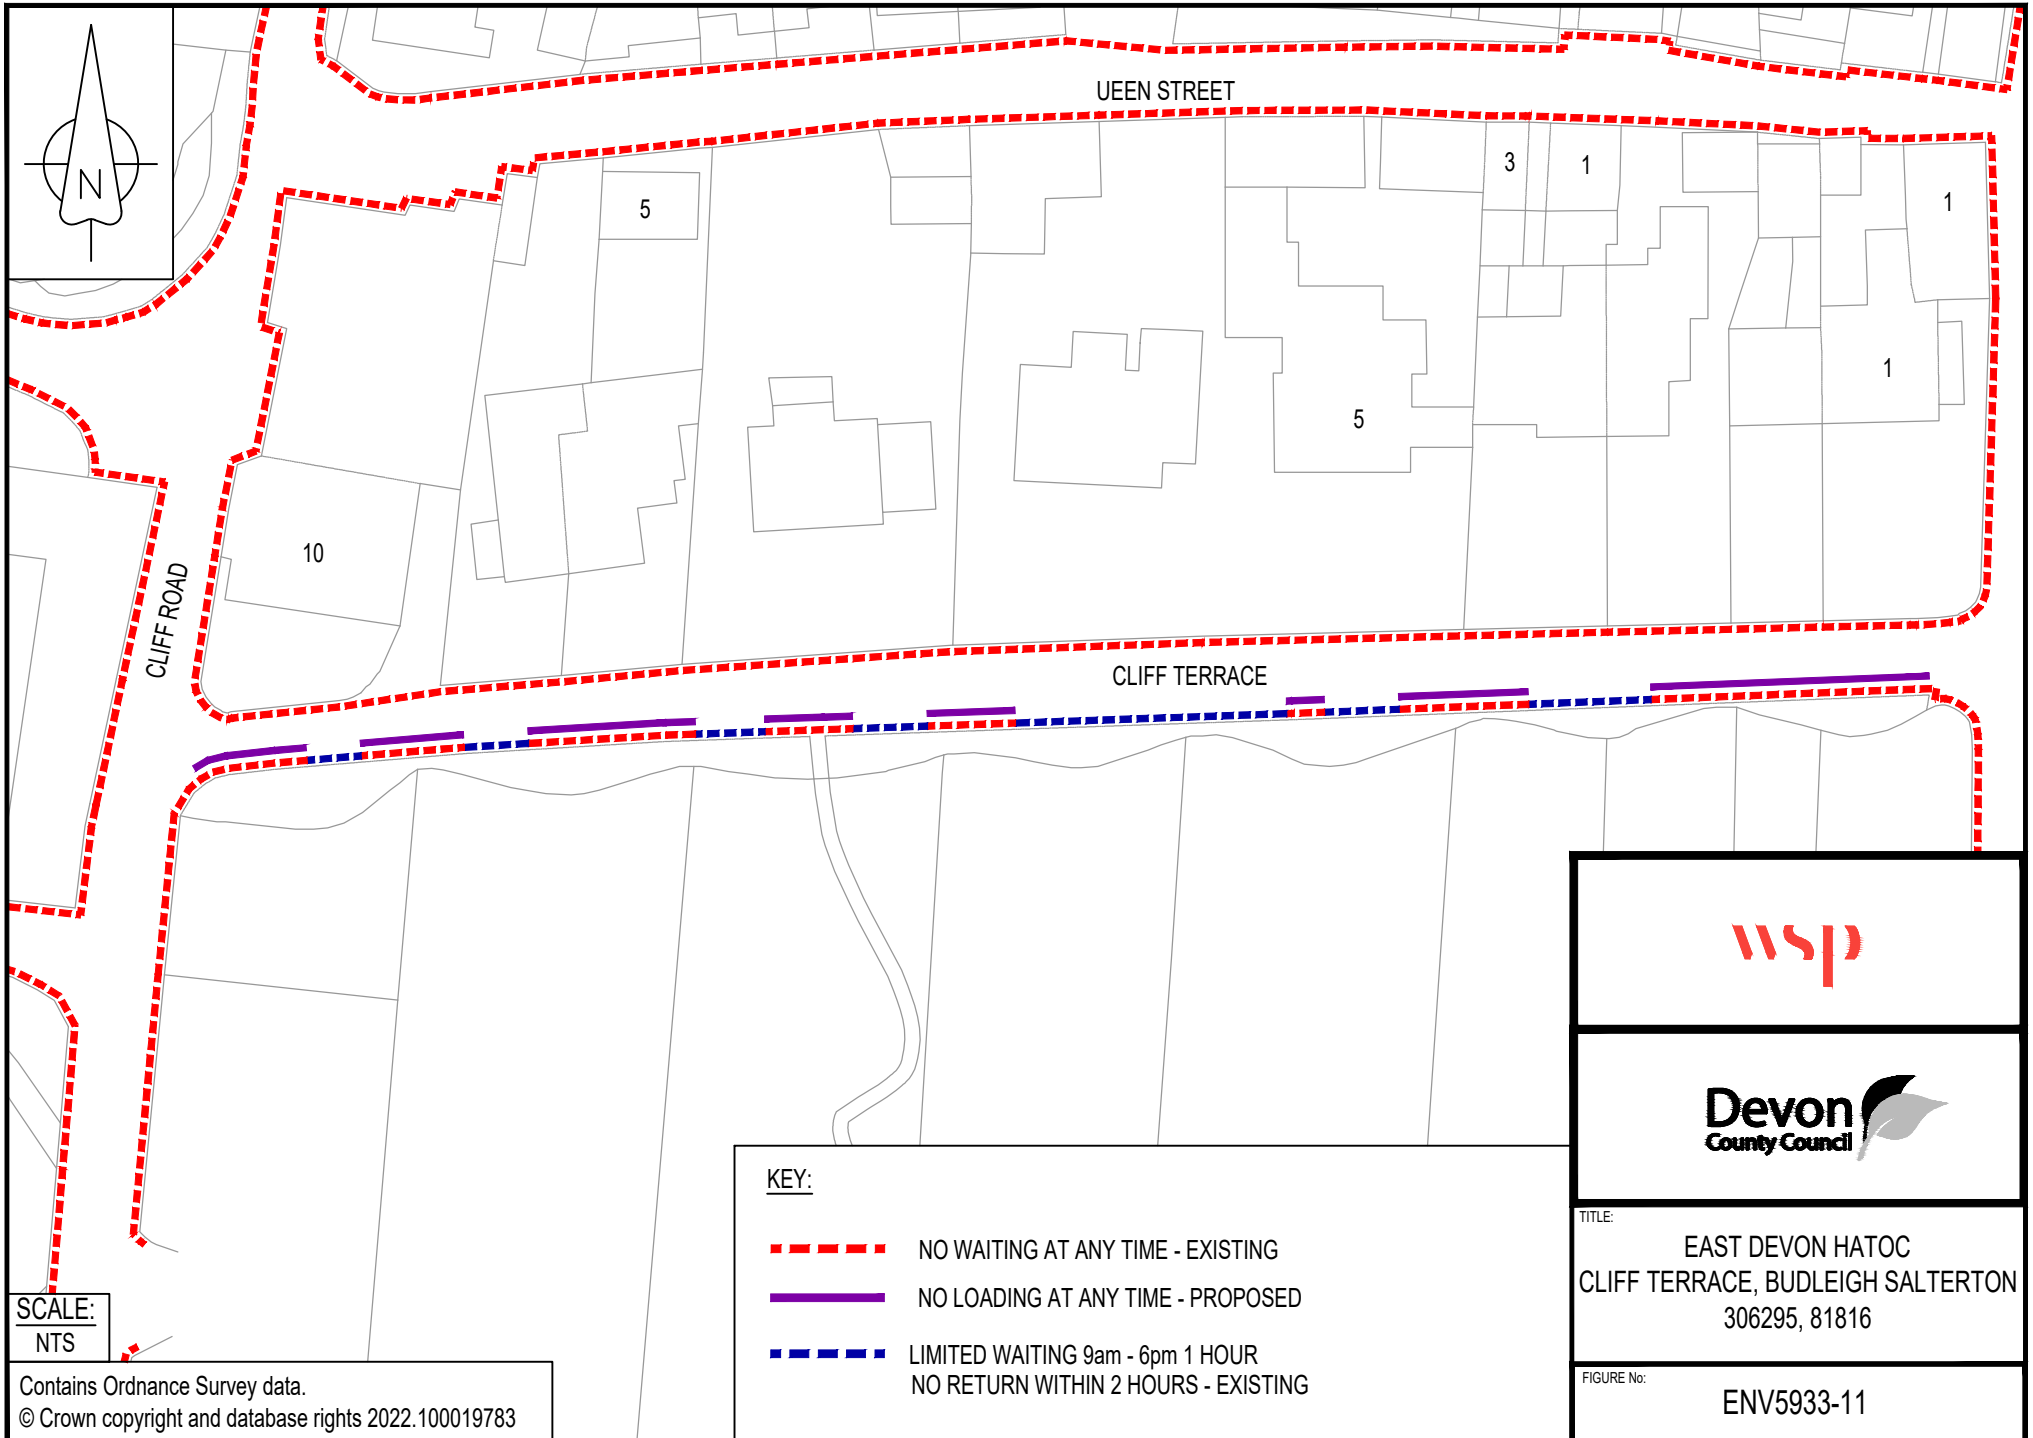 N
UEEN STREET
5
3
1
1
1
5
10
CLIFF ROAD
CLIFF TERRACE
wsp
Devon
County Council
KEY:
NO WAITING AT ANY TIME - EXISTING
NO LOADING AT ANY TIME - PROPOSED
LIMITED WAITING 9am - 6pm 1 HOUR
NO RETURN WITHIN 2 HOURS - EXISTING
TITLE:
EAST DEVON HATOC
CLIFF TERRACE, BUDLEIGH SALTERTON
306295, 81816
FIGURE No:
ENV5933-11
SCALE:
NTS
Contains Ordnance Survey data.
© Crown copyright and database rights 2022.100019783